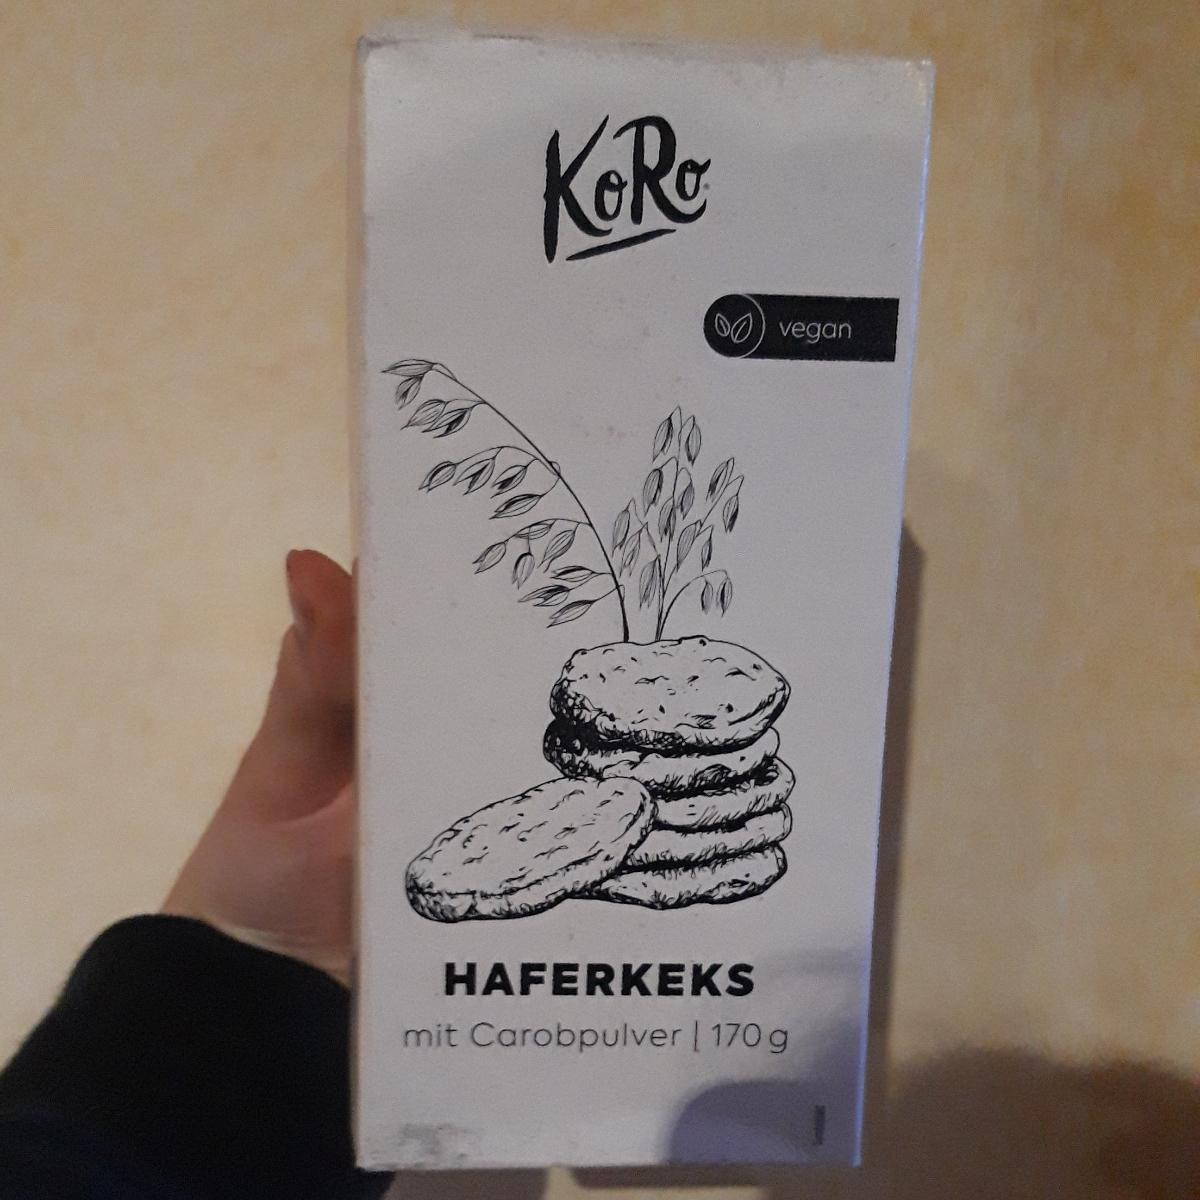 KoRo
vegan
HAFERKEKS
mit Carobpulver | 170 g